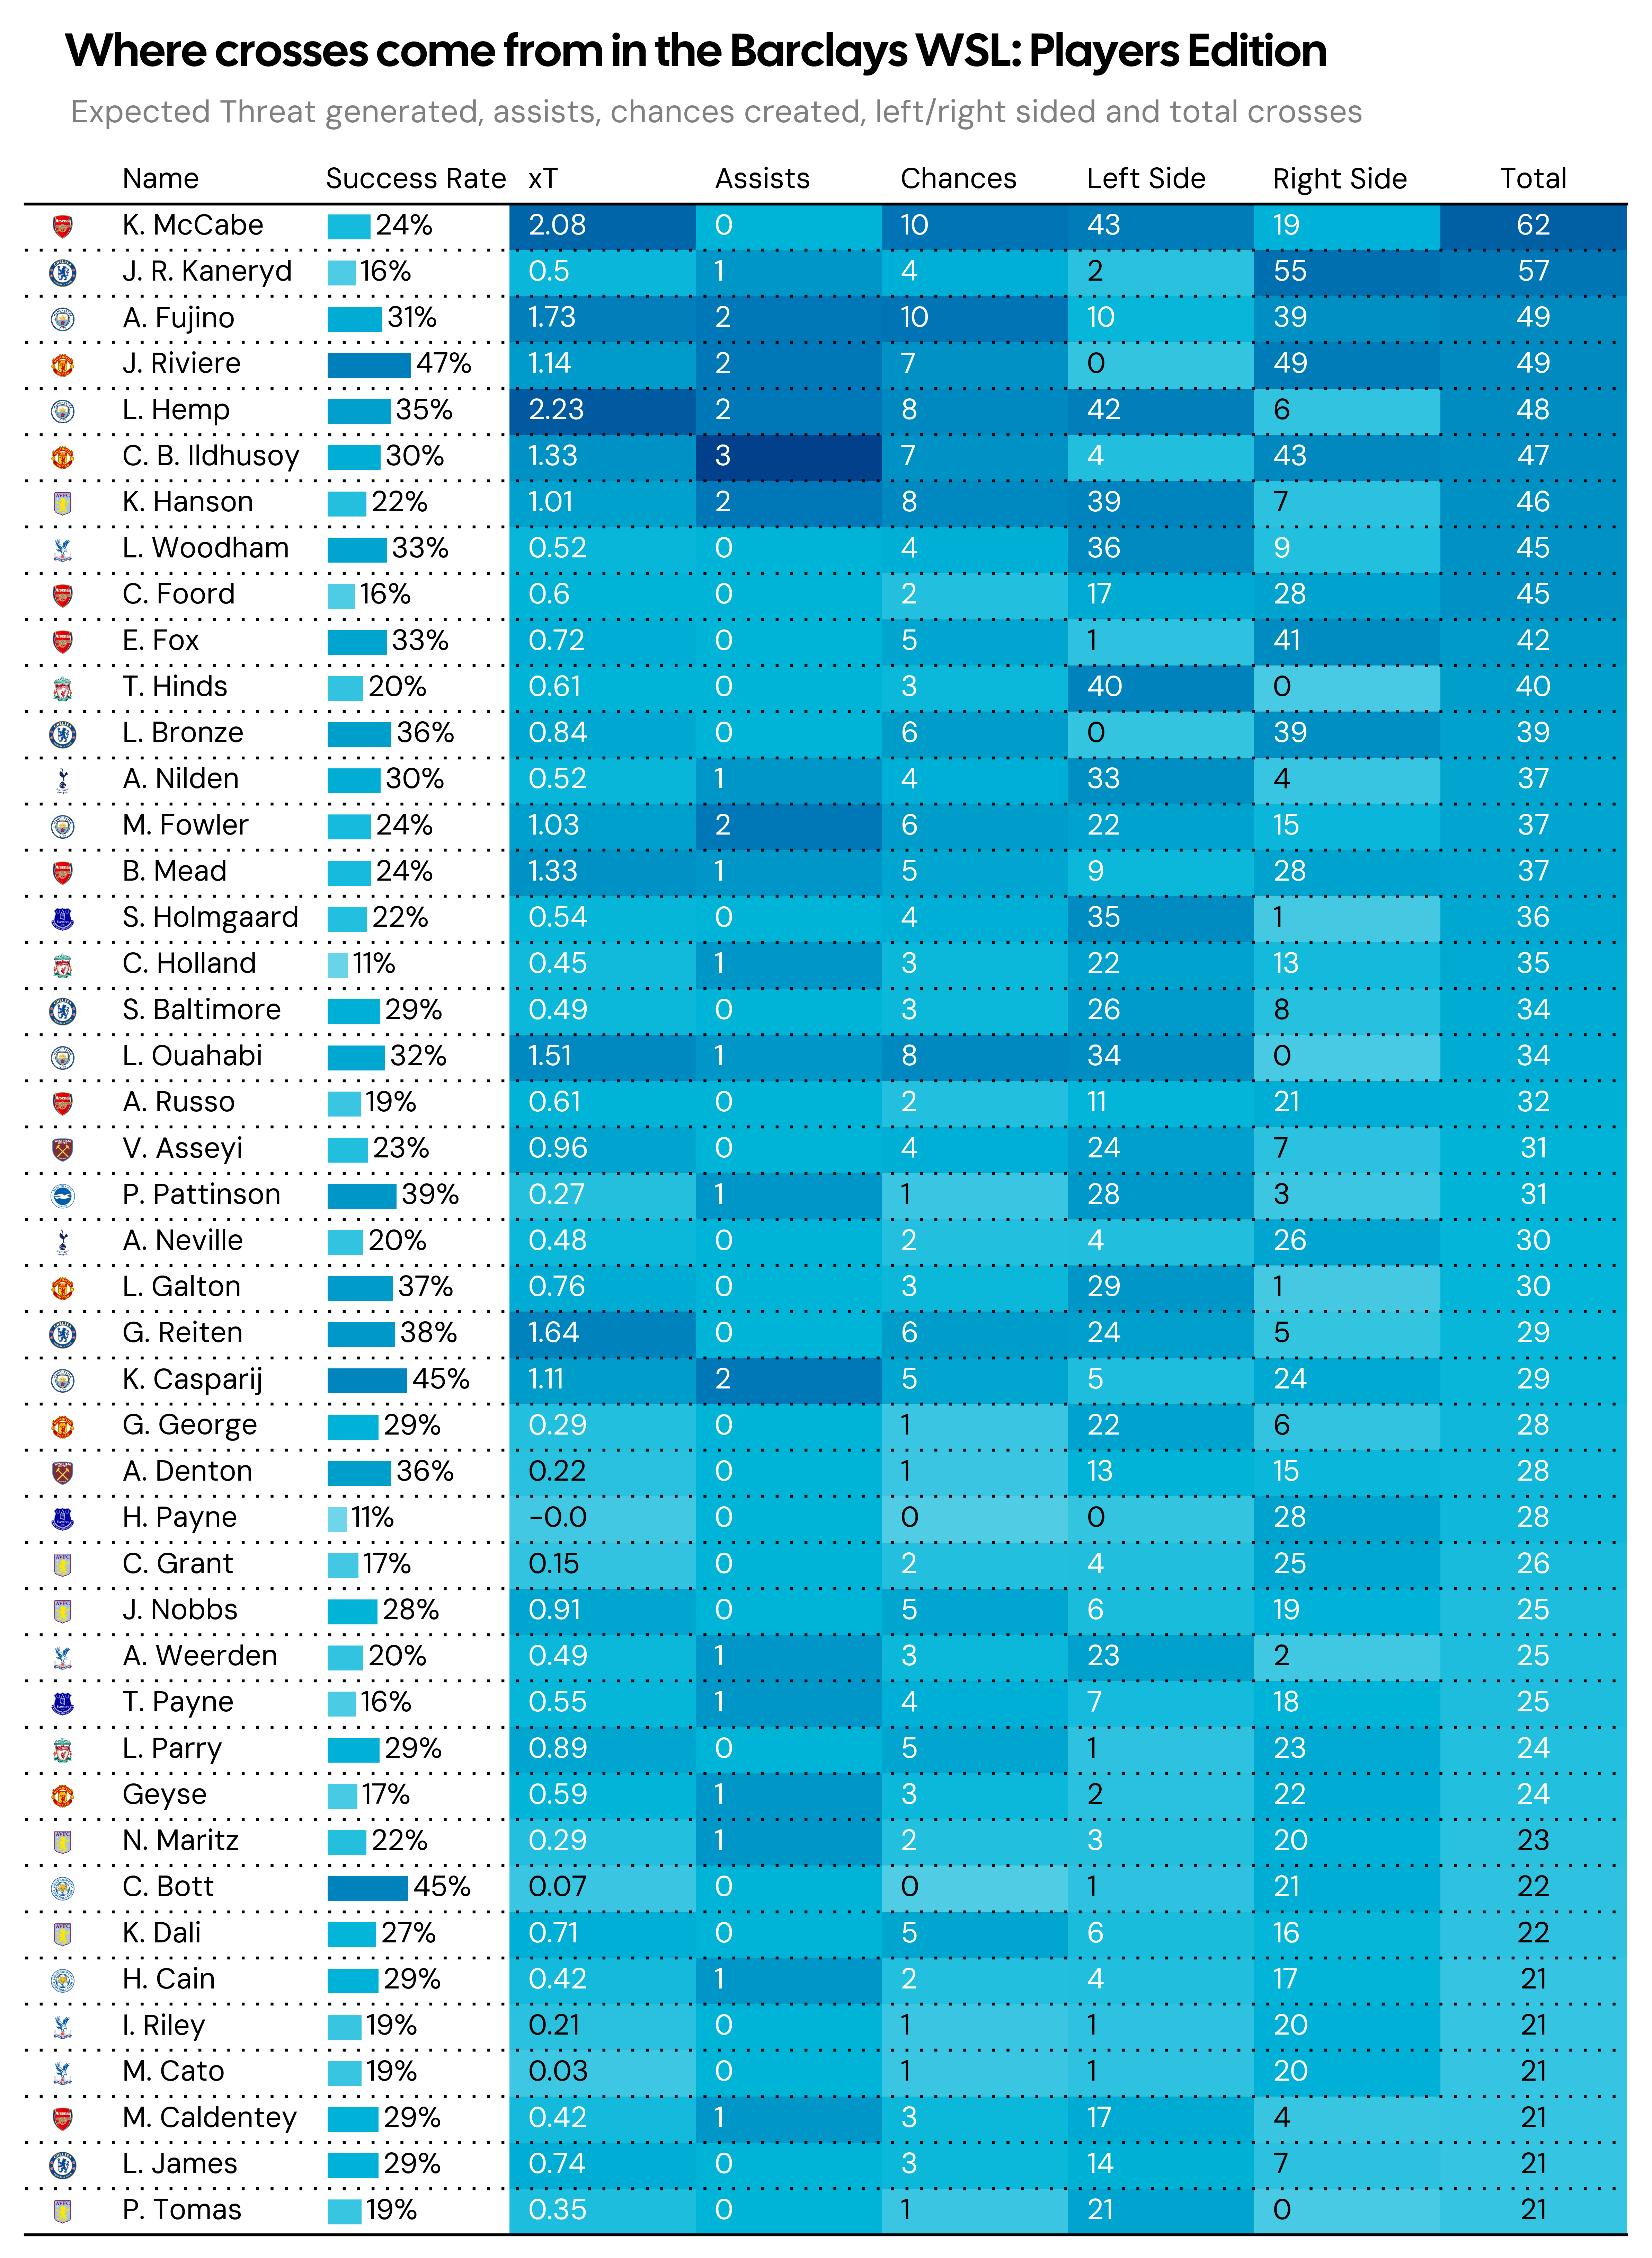 Where crosses come from in the Barclays WSL: Players Edition
Expected Threat generated, assists, chances created, left/right sided and total crosses
Name Success Rate xT Assists Chances Left Side Right Side Total
K. McCabe 24% 2.08 0 10 43 19 62
J. R. Kaneryd 16% 0.5 1 4 2 55 57
A. Fujino 31% 1.73 2 10 10 39 49
J. Riviere 47% 1.14 2 7 0 49 49
L. Hemp 35% 2.23 2 8 42 6 48
C. B. Ildhusoy 30% 1.33 3 7 4 43 47
K. Hanson 22% 1.01 2 8 39 7 46
L. Woodham 33% 0.52 0 4 36 9 45
C. Foord 16% 0.6 0 2 17 28 45
E. Fox 33% 0.72 0 5 1 41 42
T. Hinds 20% 0.61 0 3 40 0 40
L. Bronze 36% 0.84 0 6 0 39 39
A. Nilden 30% 0.52 1 4 33 4 37
M. Fowler 24% 1.03 2 6 22 15 37
B. Mead 24% 1.33 1 5 9 28 37
S. Holmgaard 22% 0.54 0 4 35 1 36
C. Holland 11% 0.45 1 3 22 13 35
S. Baltimore 29% 0.49 0 3 26 8 34
L. Ouahabi 32% 1.51 1 8 34 0 34
A. Russo 19% 0.61 0 2 11 21 32
V. Asseyi 23% 0.96 0 4 24 7 31
P. Pattinson 39% 0.27 1 1 28 3 31
A. Neville 20% 0.48 0 2 4 26 30
L. Galton 37% 0.76 0 3 29 1 30
G. Reiten 38% 1.64 0 6 24 5 29
K. Casparij 45% 1.11 2 5 5 24 29
G. George 29% 0.29 0 1 22 6 28
A. Denton 36% 0.22 0 1 13 15 28
H. Payne 11% −0.0 0 0 0 28 28
C. Grant 17% 0.15 0 2 4 25 26
J. Nobbs 28% 0.91 0 5 6 19 25
A. Weerden 20% 0.49 1 3 23 2 25
T. Payne 16% 0.55 1 4 7 18 25
L. Parry 29% 0.89 0 5 1 23 24
Geyse 17% 0.59 1 3 2 22 24
N. Maritz 22% 0.29 1 2 3 20 23
C. Bott 45% 0.07 0 0 1 21 22
K. Dali 27% 0.71 0 5 6 16 22
H. Cain 29% 0.42 1 2 4 17 21
I. Riley 19% 0.21 0 1 1 20 21
M. Cato 19% 0.03 0 1 1 20 21
M. Caldentey 29% 0.42 1 3 17 4 21
L. James 29% 0.74 0 3 14 7 21
P. Tomas 19% 0.35 0 1 21 0 21